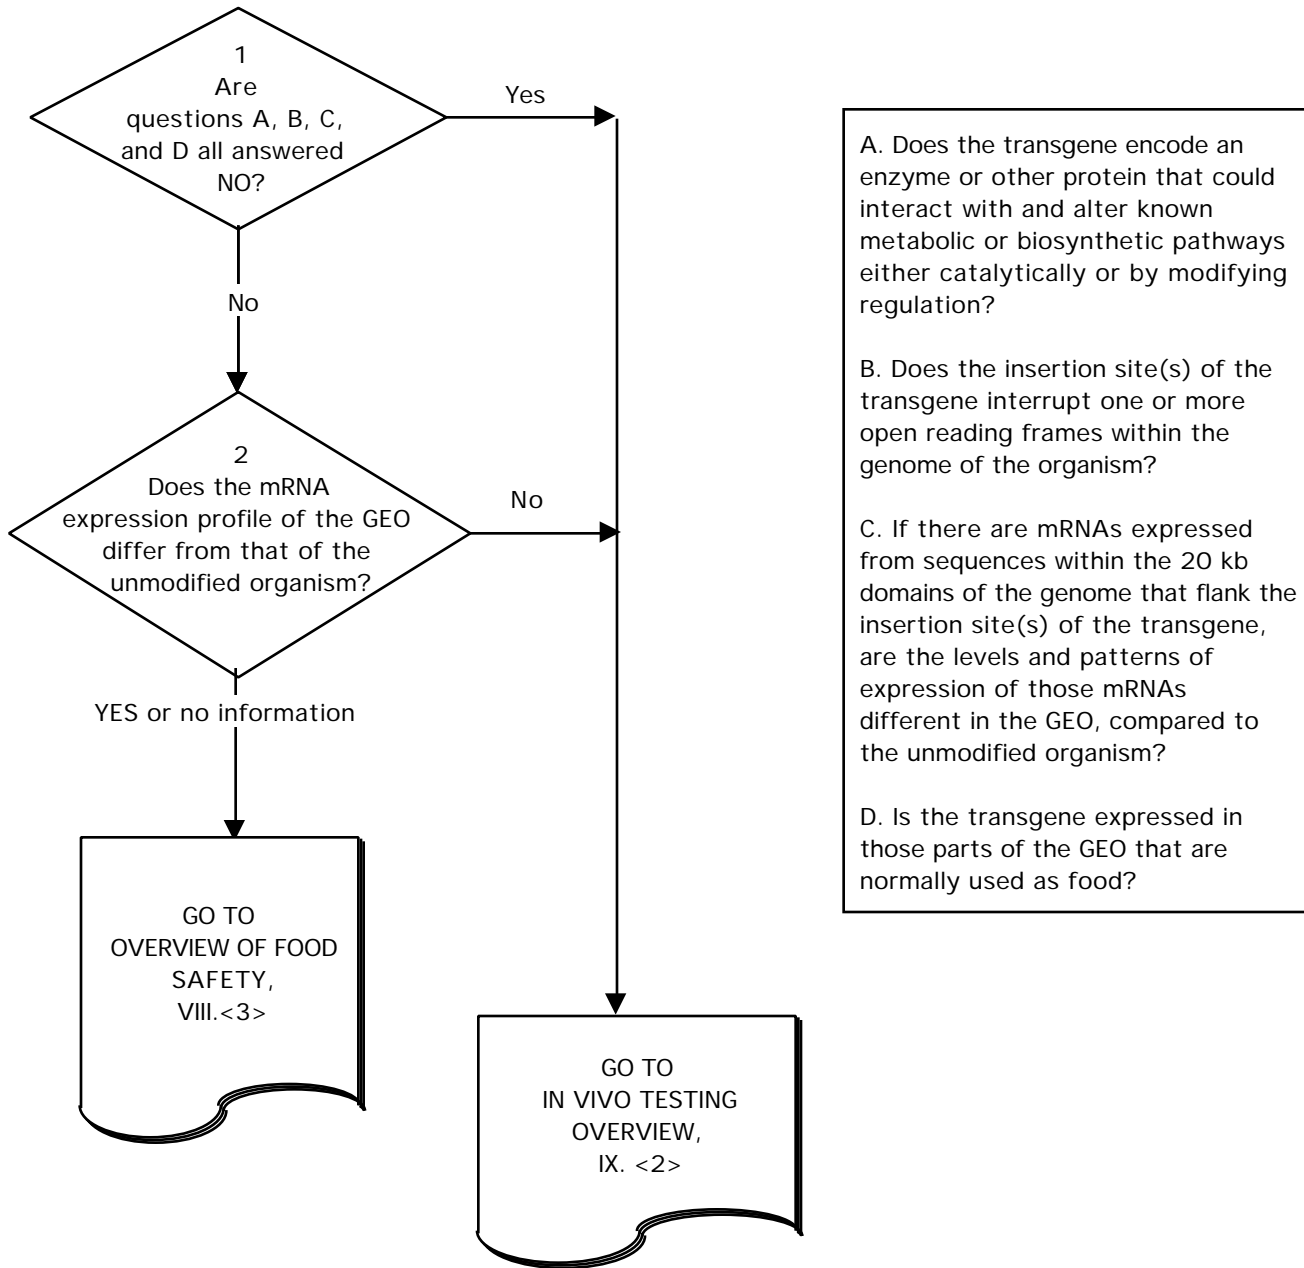 1
Are
questions A, B, C,
and D all answered
NO?
Yes
No
2
Does the mRNA
expression profile of the GEO
differ from that of the
unmodified organism?
No
YES or no information
GO TO
OVERVIEW OF FOOD
SAFETY,
VIII.<3>
GO TO
IN VIVO TESTING
OVERVIEW,
IX. <2>
A. Does the transgene encode an
enzyme or other protein that could
interact with and alter known
metabolic or biosynthetic pathways
either catalytically or by modifying
regulation?
B. Does the insertion site(s) of the
transgene interrupt one or more
open reading frames within the
genome of the organism?
C. If there are mRNAs expressed
from sequences within the 20 kb
domains of the genome that flank the
insertion site(s) of the transgene,
are the levels and patterns of
expression of those mRNAs
different in the GEO, compared to
the unmodified organism?
D. Is the transgene expressed in
those parts of the GEO that are
normally used as food?